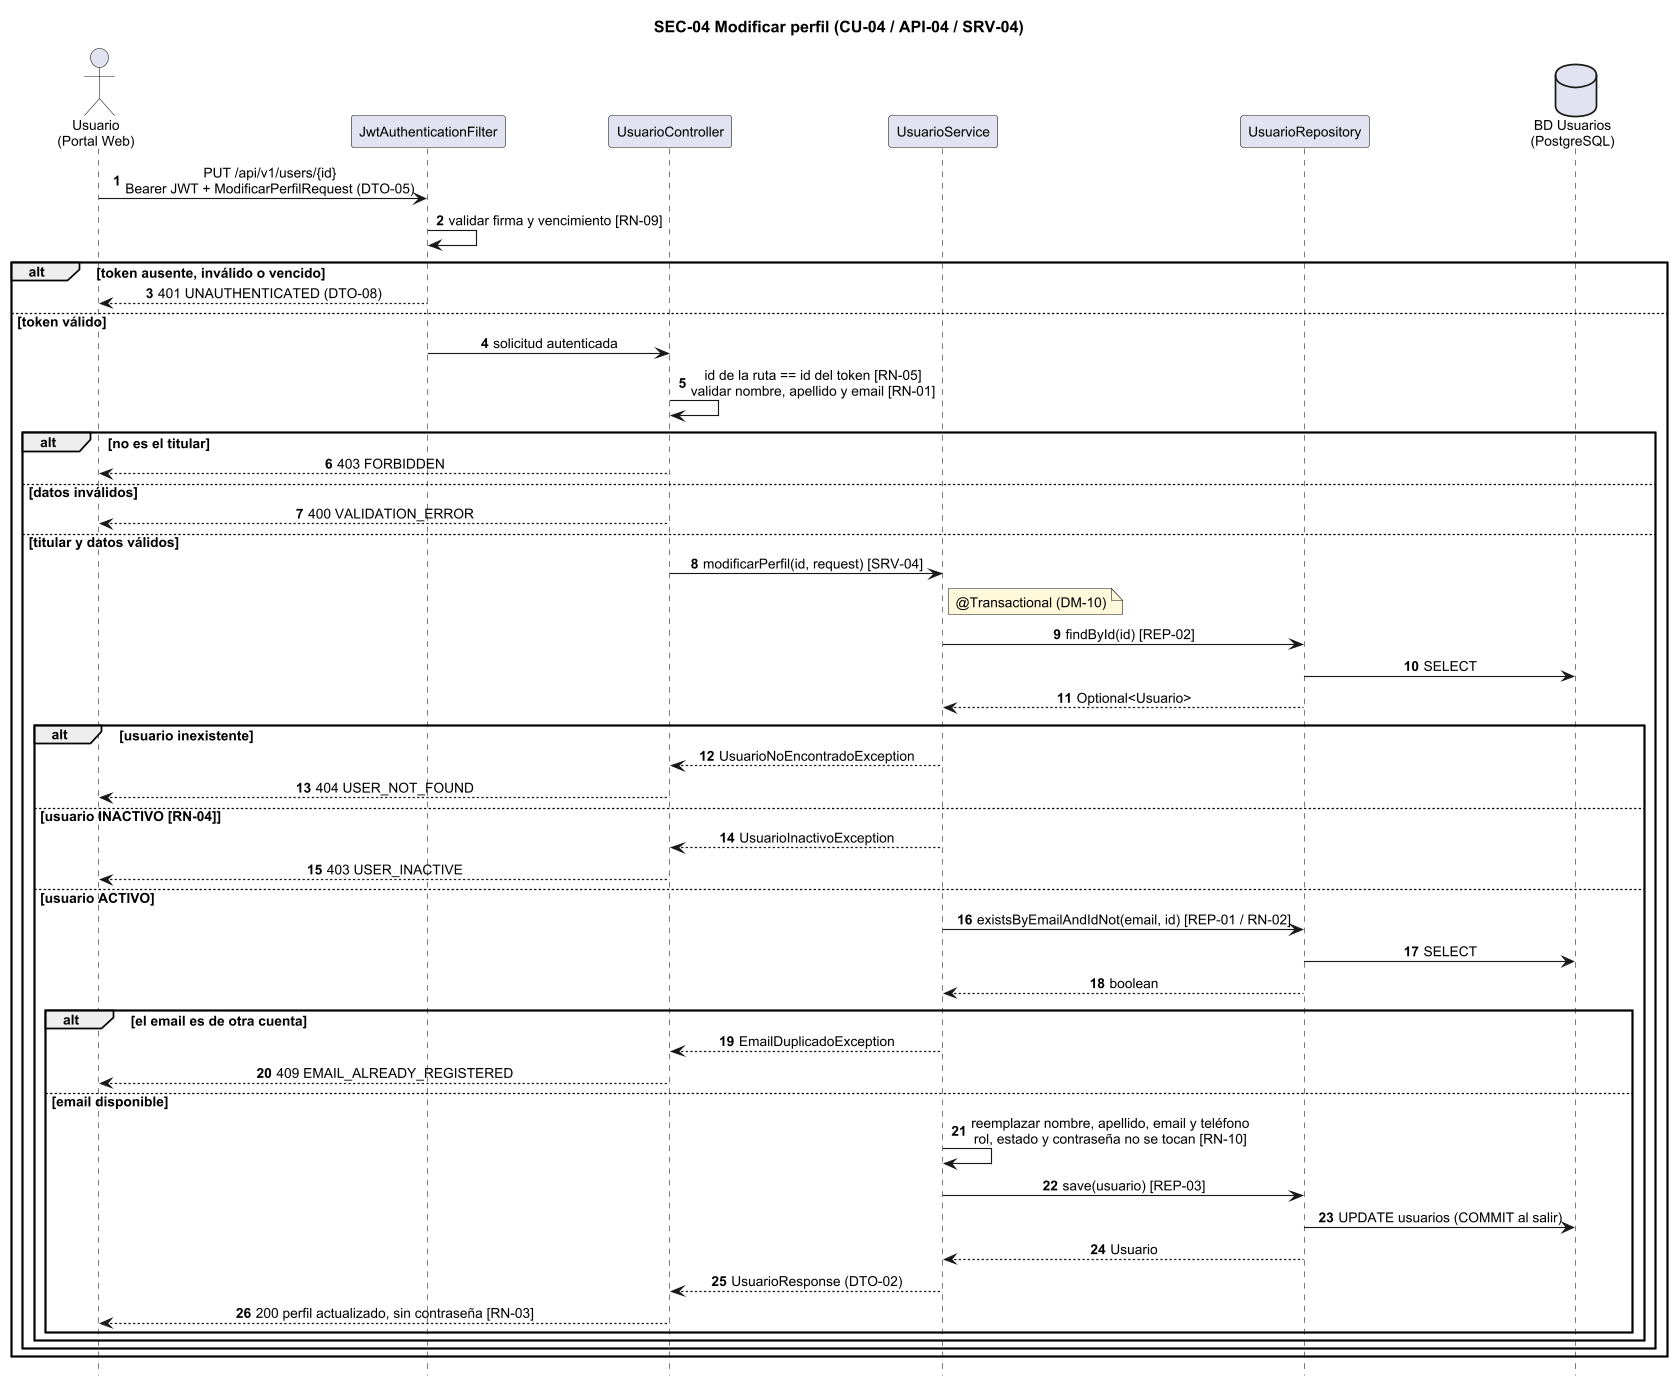 SEC-04 Modificar perfil (CU-04 / API-04 / SRV-04)
Usuario
(Portal Web)
JwtAuthenticationFilter
UsuarioController
UsuarioService
UsuarioRepository
BD Usuarios
(PostgreSQL)
1 PUT /api/v1/users/{id}
Bearer JWT + ModificarPerfilRequest (DTO-05)
2 validar firma y vencimiento [RN-09]
alt [token ausente, inválido o vencido]
3 401 UNAUTHENTICATED (DTO-08)
[token válido]
4 solicitud autenticada
5 id de la ruta == id del token [RN-05]
validar nombre, apellido y email [RN-01]
alt [no es el titular]
6 403 FORBIDDEN
[datos inválidos]
7 400 VALIDATION_ERROR
[titular y datos válidos]
8 modificarPerfil(id, request) [SRV-04]
@Transactional (DM-10)
9 findById(id) [REP-02]
10 SELECT
11 Optional<Usuario>
alt [usuario inexistente]
12 UsuarioNoEncontradoException
13 404 USER_NOT_FOUND
[usuario INACTIVO [RN-04]]
14 UsuarioInactivoException
15 403 USER_INACTIVE
[usuario ACTIVO]
16 existsByEmailAndIdNot(email, id) [REP-01 / RN-02]
17 SELECT
18 boolean
alt [el email es de otra cuenta]
19 EmailDuplicadoException
20 409 EMAIL_ALREADY_REGISTERED
[email disponible]
21 reemplazar nombre, apellido, email y teléfono
rol, estado y contraseña no se tocan [RN-10]
22 save(usuario) [REP-03]
23 UPDATE usuarios (COMMIT al salir)
24 Usuario
25 UsuarioResponse (DTO-02)
26 200 perfil actualizado, sin contraseña [RN-03]